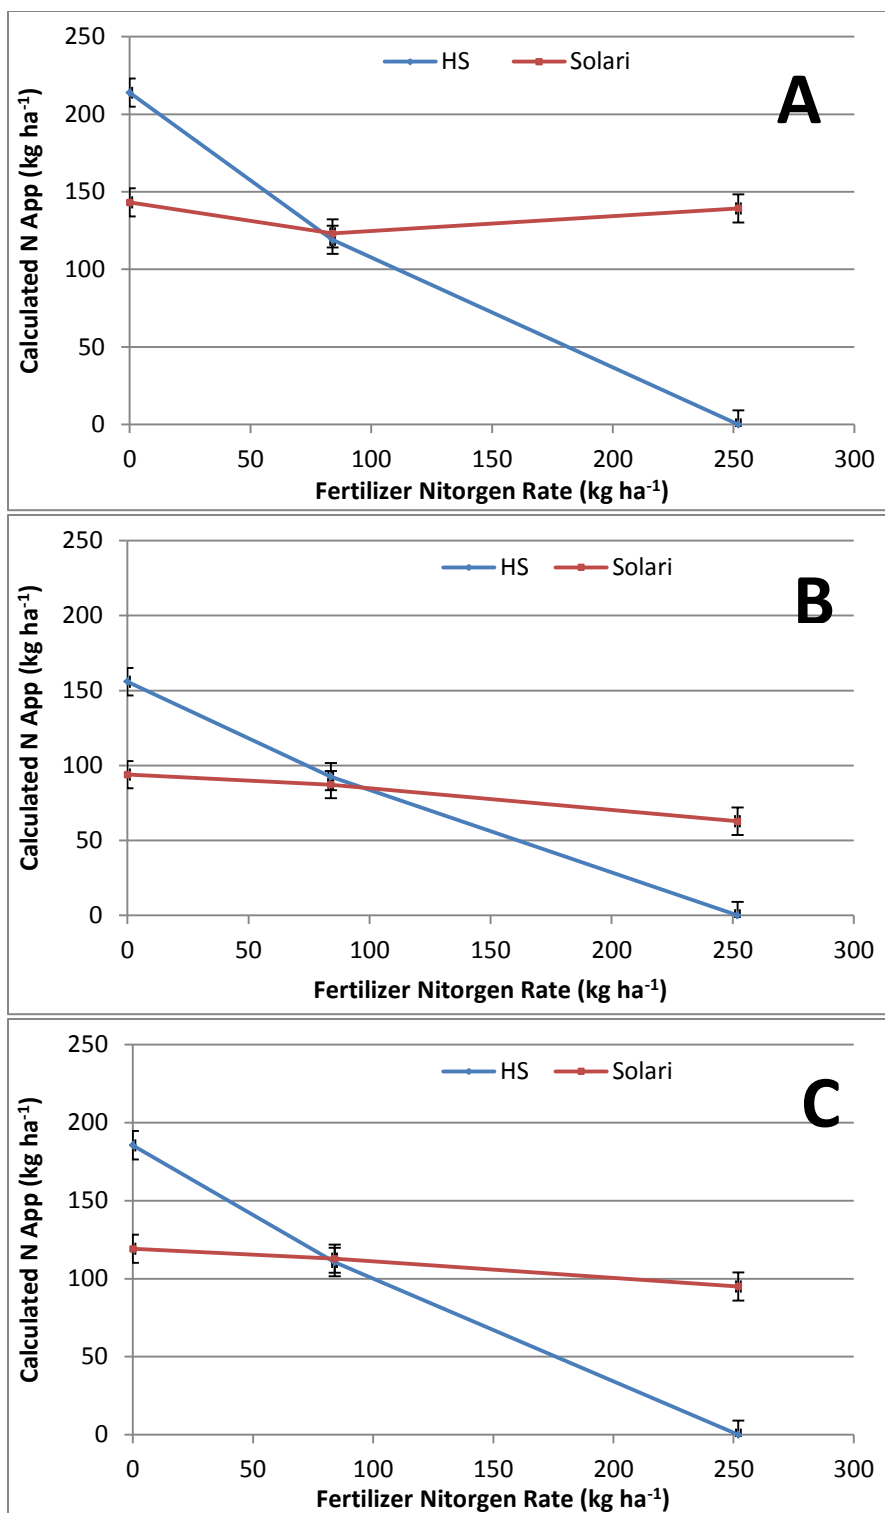 HS Solari
A
Calculated N App (kg ha⁻¹)
250
200
150
100
50
0
0 50 100 150 200 250 300
Fertilizer Nitorgen Rate (kg ha⁻¹)
HS Solari
B
Calculated N App (kg ha⁻¹)
250
200
150
100
50
0
0 50 100 150 200 250 300
Fertilizer Nitorgen Rate (kg ha⁻¹)
HS Solari
C
Calculated N App (kg ha⁻¹)
250
200
150
100
50
0
0 50 100 150 200 250 300
Fertilizer Nitorgen Rate (kg ha⁻¹)